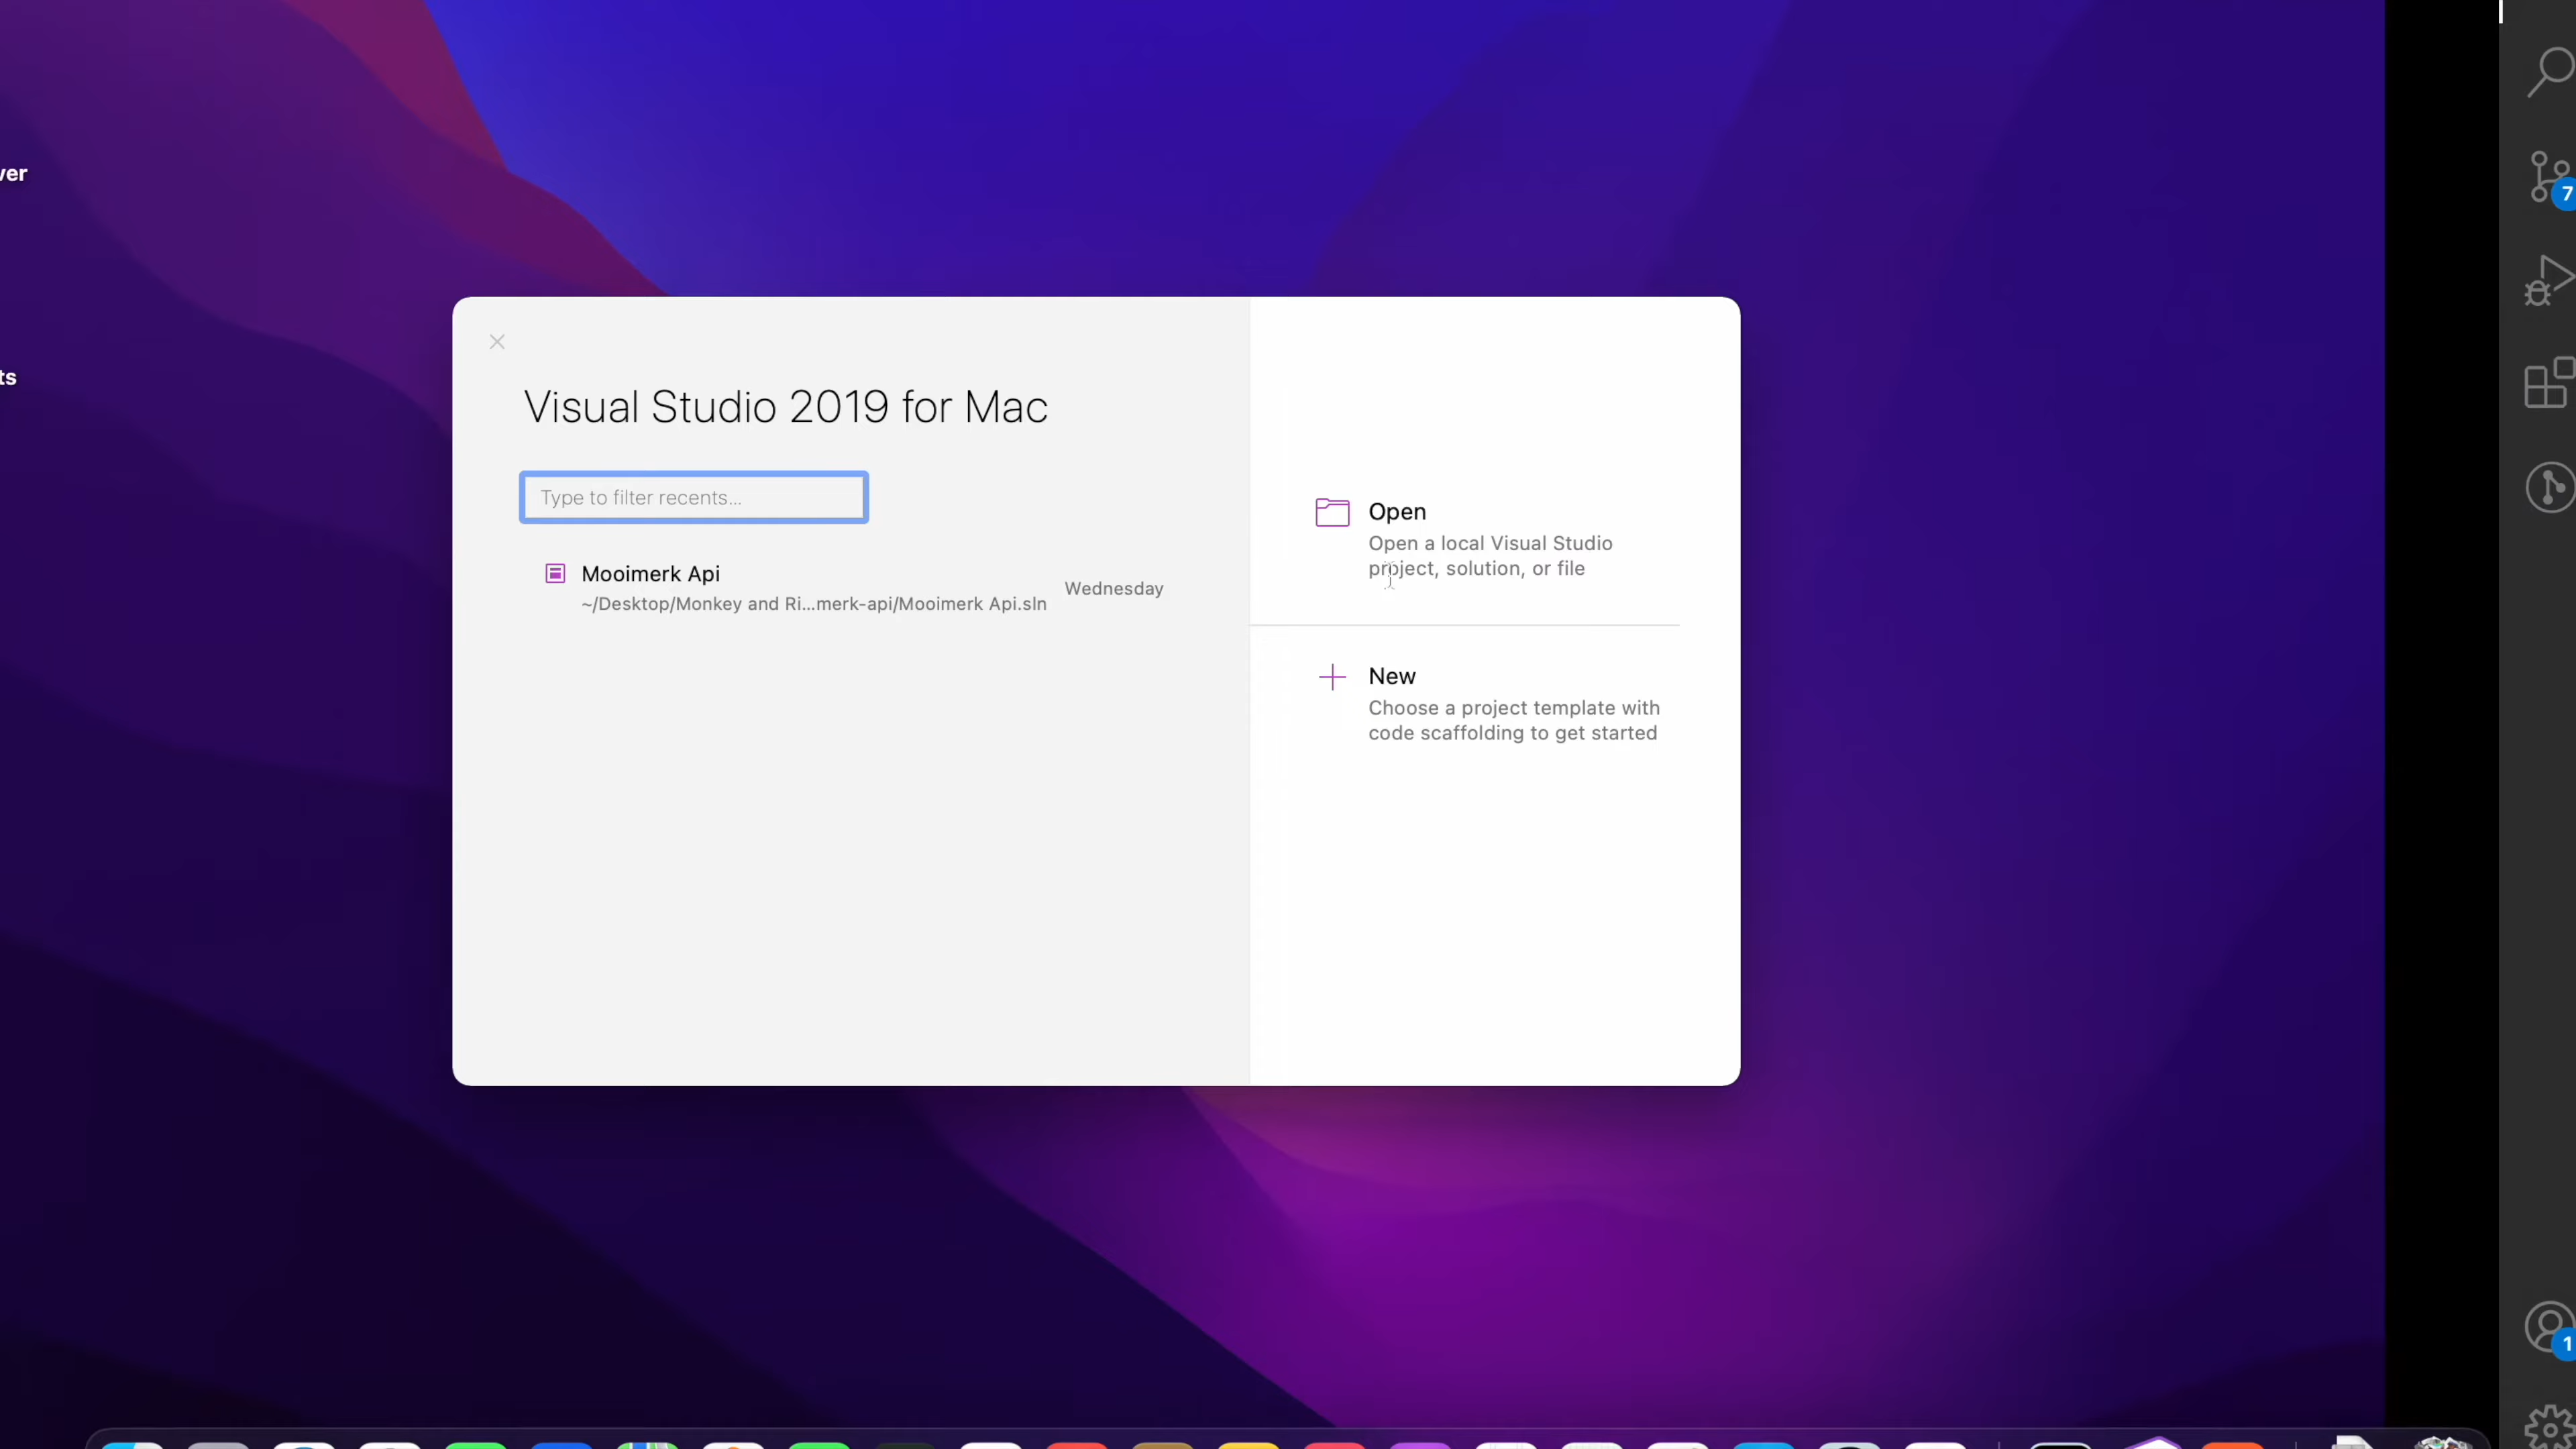 ver
ts
Visual Studio 2019 for Mac
Type to filter recents...
Mooimerk Api
~/Desktop/Monkey and Ri...merk-api/Mooimerk Api.sln
Wednesday
Open
Open a local Visual Studio
project, solution, or file
New
Choose a project template with
code scaffolding to get started
7
1